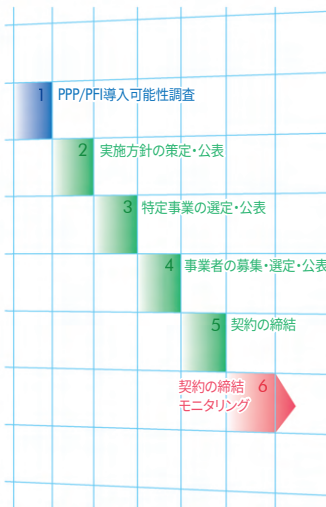 1 PPP/PFI導入可能性調査
2 実施方針の策定・公表
3 特定事業の選定・公表
4 事業者の募集・選定・公表
5 契約の締結
契約の締結 6
モニタリング